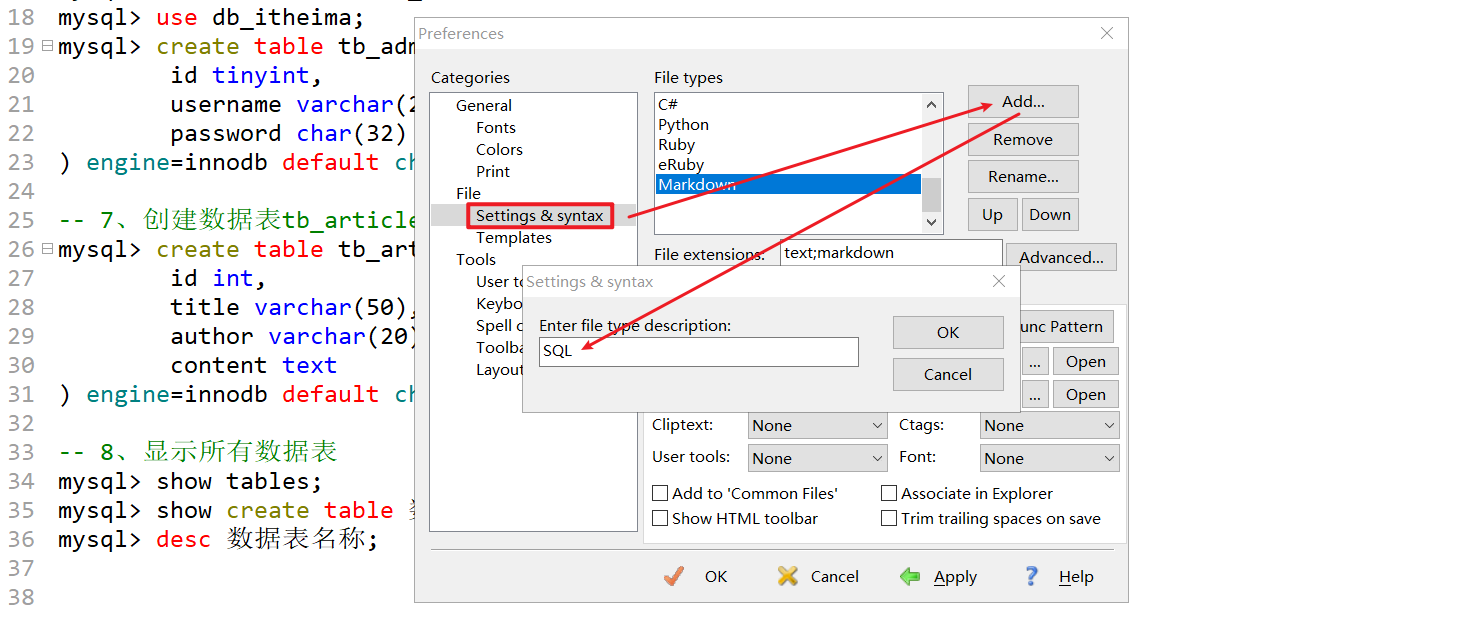 18 mysql> use db_itheima;
19 mysql> create table tb_adm
20 id tinyint,
21 username varchar(2
22 password char(32)
23 ) engine=innodb default ch
24
25 -- 7、创建数据表tb_article
26 mysql> create table tb_art
27 id int,
28 title varchar(50),
29 author varchar(20)
30 content text
31 ) engine=innodb default ch
32
33 -- 8、显示所有数据表
34 mysql> show tables;
35 mysql> show create table
36 mysql> desc 数据表名称;
37
38
Preferences
Categories
General
Fonts
Colors
Print
File
Settings & syntax
Templates
Tools
User to
Keybo
Spell c
Toolba
Layout
File types
C#
Python
Ruby
eRuby
Markdown
Add...
Remove
Rename...
Up Down
File extensions: text;markdown Advanced...
Settings & syntax
Enter file type description:
SQL
OK
Cancel
unc Pattern
... Open
... Open
Cliptext: None Ctags: None
User tools: None Font: None
Add to 'Common Files' Associate in Explorer
Show HTML toolbar Trim trailing spaces on save
OK Cancel Apply Help